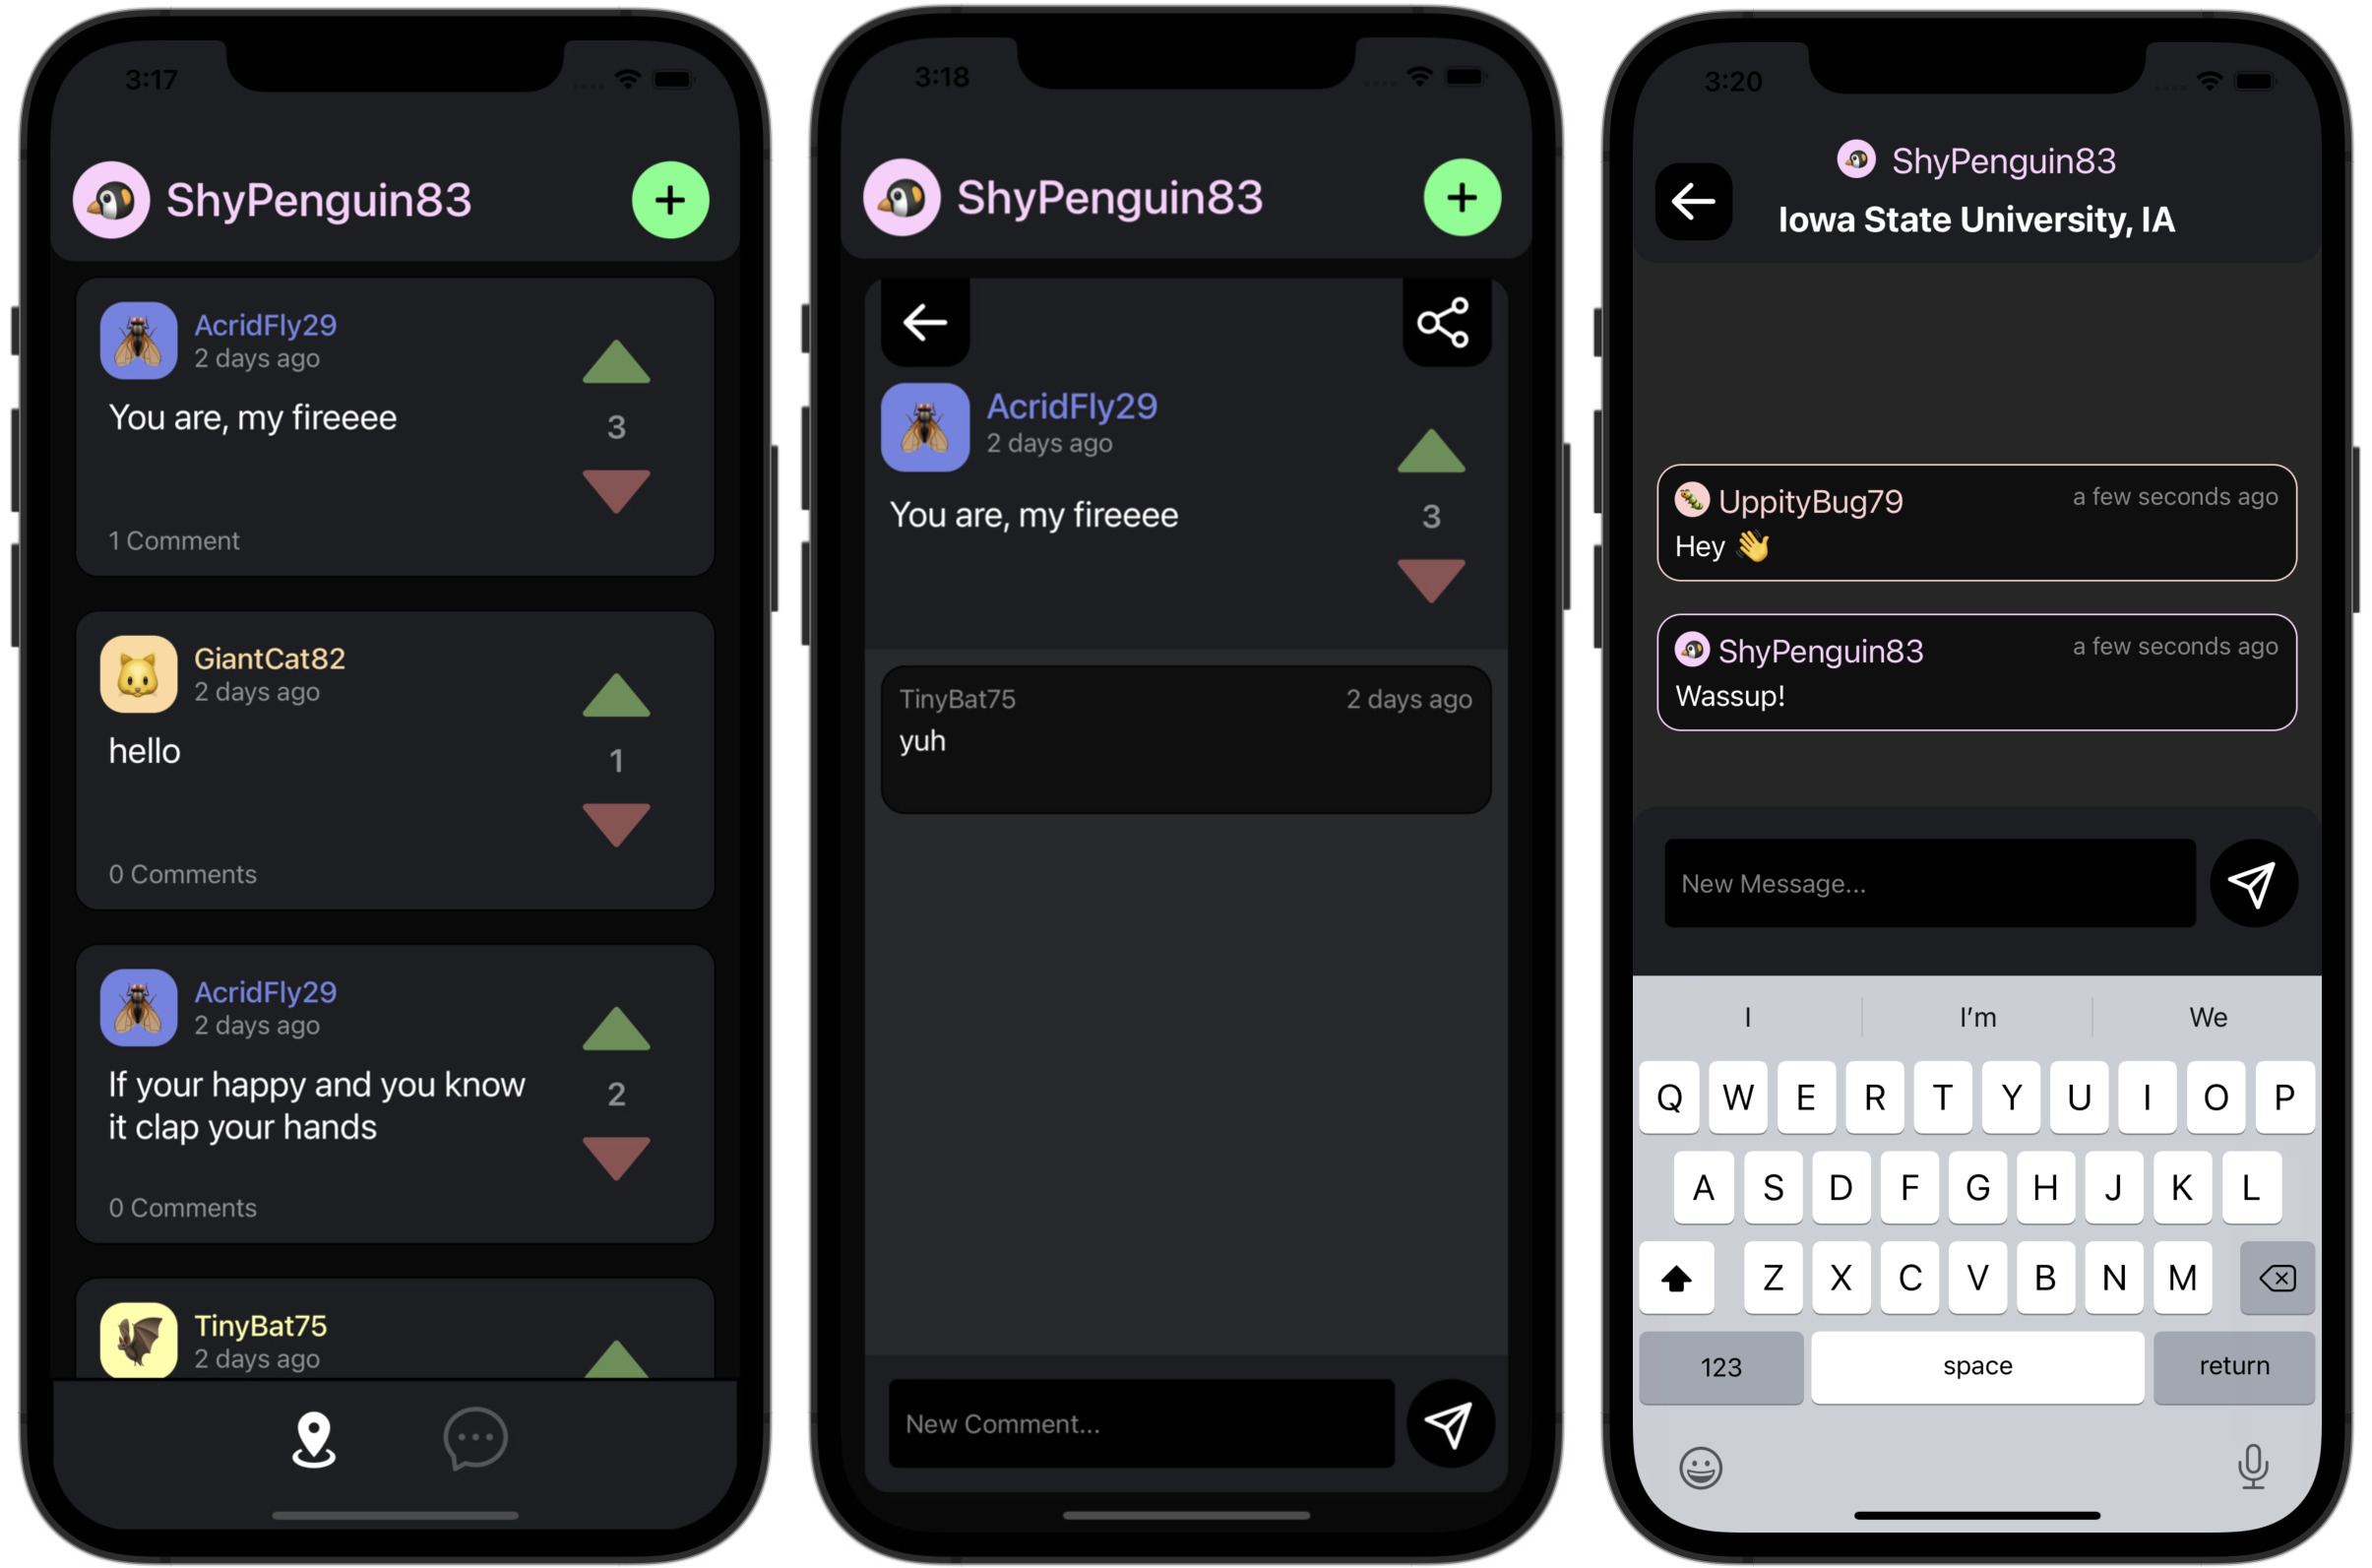 3:17
ShyPenguin83
+
AcridFly29
2 days ago
You are, my fireeee
3
1 Comment
GiantCat82
2 days ago
hello
1
0 Comments
AcridFly29
2 days ago
If your happy and you know
it clap your hands
2
0 Comments
TinyBat75
2 days ago
3:18
ShyPenguin83
+
AcridFly29
2 days ago
You are, my fireeee
3
TinyBat75 2 days ago
yuh
New Comment...
3:20
ShyPenguin83
Iowa State University, IA
UppityBug79 a few seconds ago
Hey 👋
ShyPenguin83 a few seconds ago
Wassup!
New Message...
I I’m We
Q W E R T Y U I O P
A S D F G H J K L
Z X C V B N M
123 space return